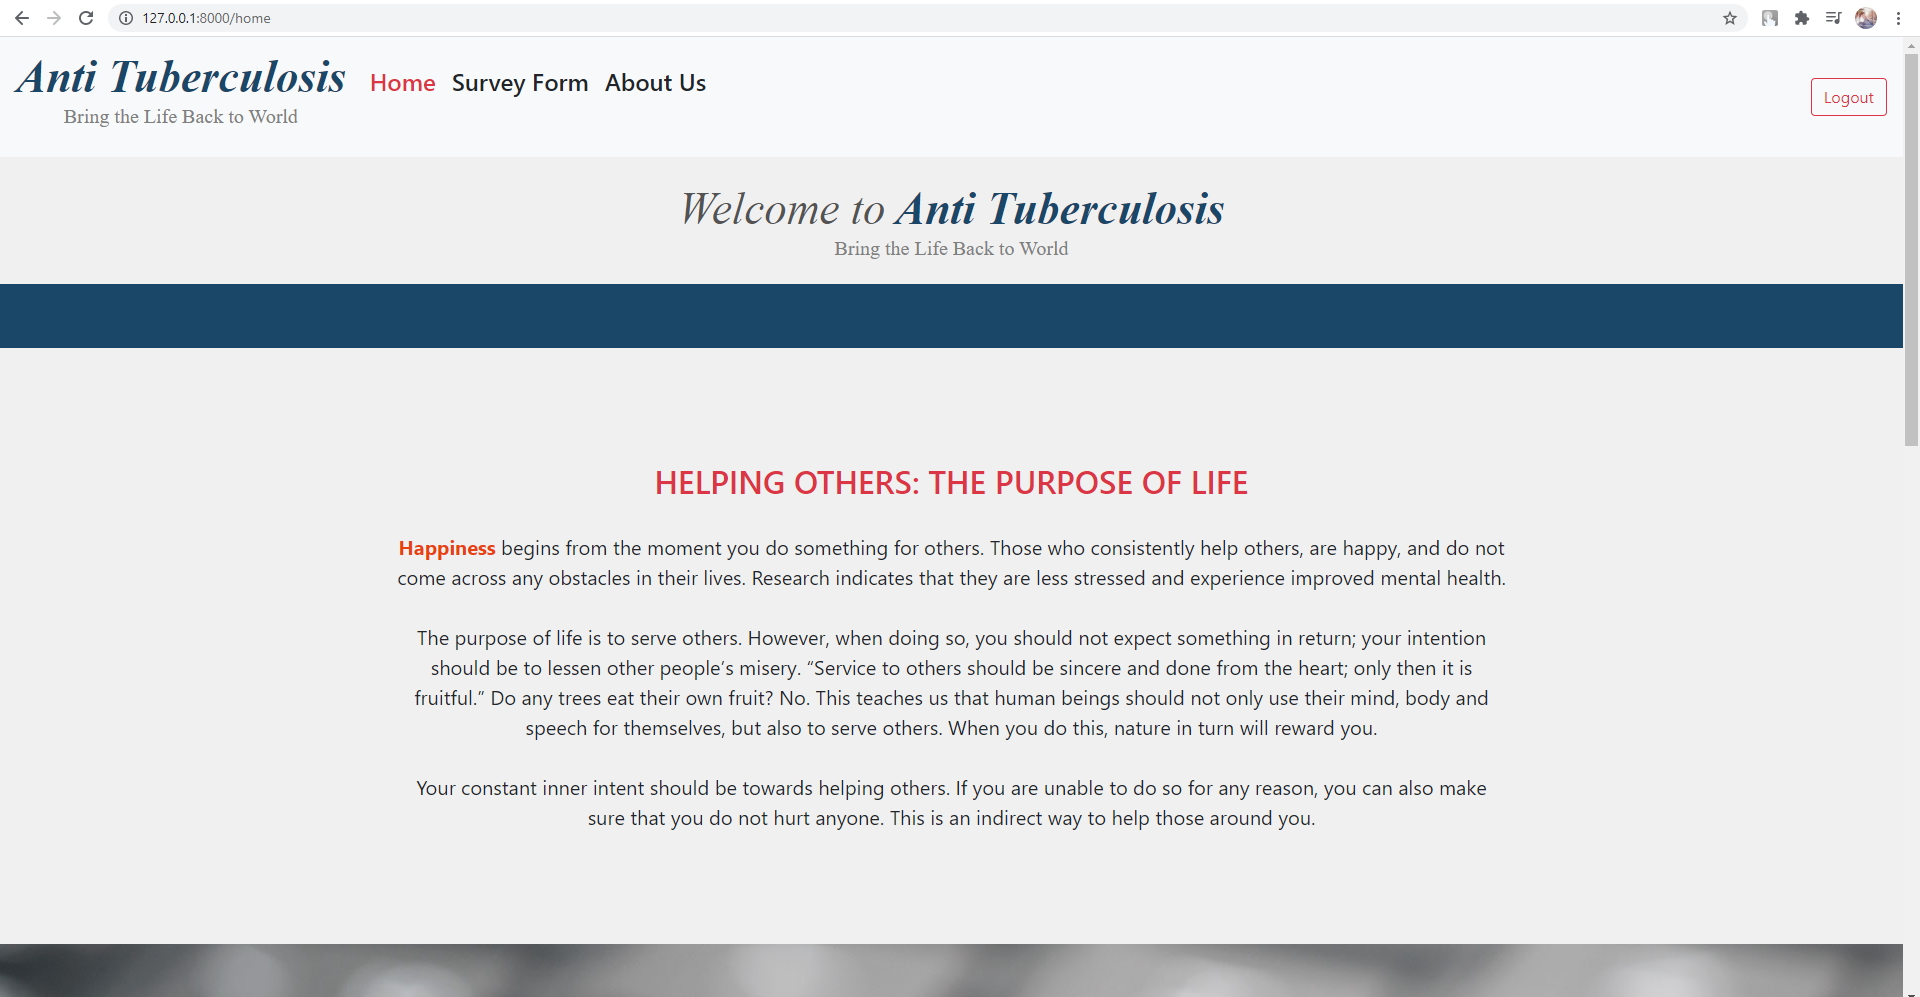 127.0.0.1:8000/home
Anti Tuberculosis
Bring the Life Back to World
Home Survey Form About Us
Logout
Welcome to Anti Tuberculosis
Bring the Life Back to World
HELPING OTHERS: THE PURPOSE OF LIFE
Happiness begins from the moment you do something for others. Those who consistently help others, are happy, and do not
come across any obstacles in their lives. Research indicates that they are less stressed and experience improved mental health.
The purpose of life is to serve others. However, when doing so, you should not expect something in return; your intention
should be to lessen other people’s misery. “Service to others should be sincere and done from the heart; only then it is
fruitful.” Do any trees eat their own fruit? No. This teaches us that human beings should not only use their mind, body and
speech for themselves, but also to serve others. When you do this, nature in turn will reward you.
Your constant inner intent should be towards helping others. If you are unable to do so for any reason, you can also make
sure that you do not hurt anyone. This is an indirect way to help those around you.